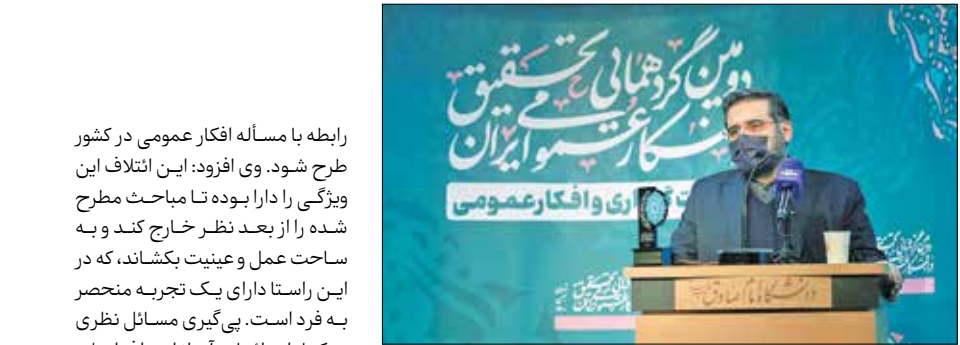 رابطه با مسأله افکار عمومی در کشور
طرح شود. وی افزود: این ائتلاف این
ویژگی را دارا بوده تا مباحث مطرح
شده را از بعد نظر خارج کند و به
ساحت عمل و عینیت بکشاند، که در
این راستا دارای یک تجربه منحصر
به فرد است. پی‌گیری مسائل نظری
دومین گردهمایی تحقیق
افکار عمومی ایران
اری و افکار عمومی
دانشگاه امام صادق